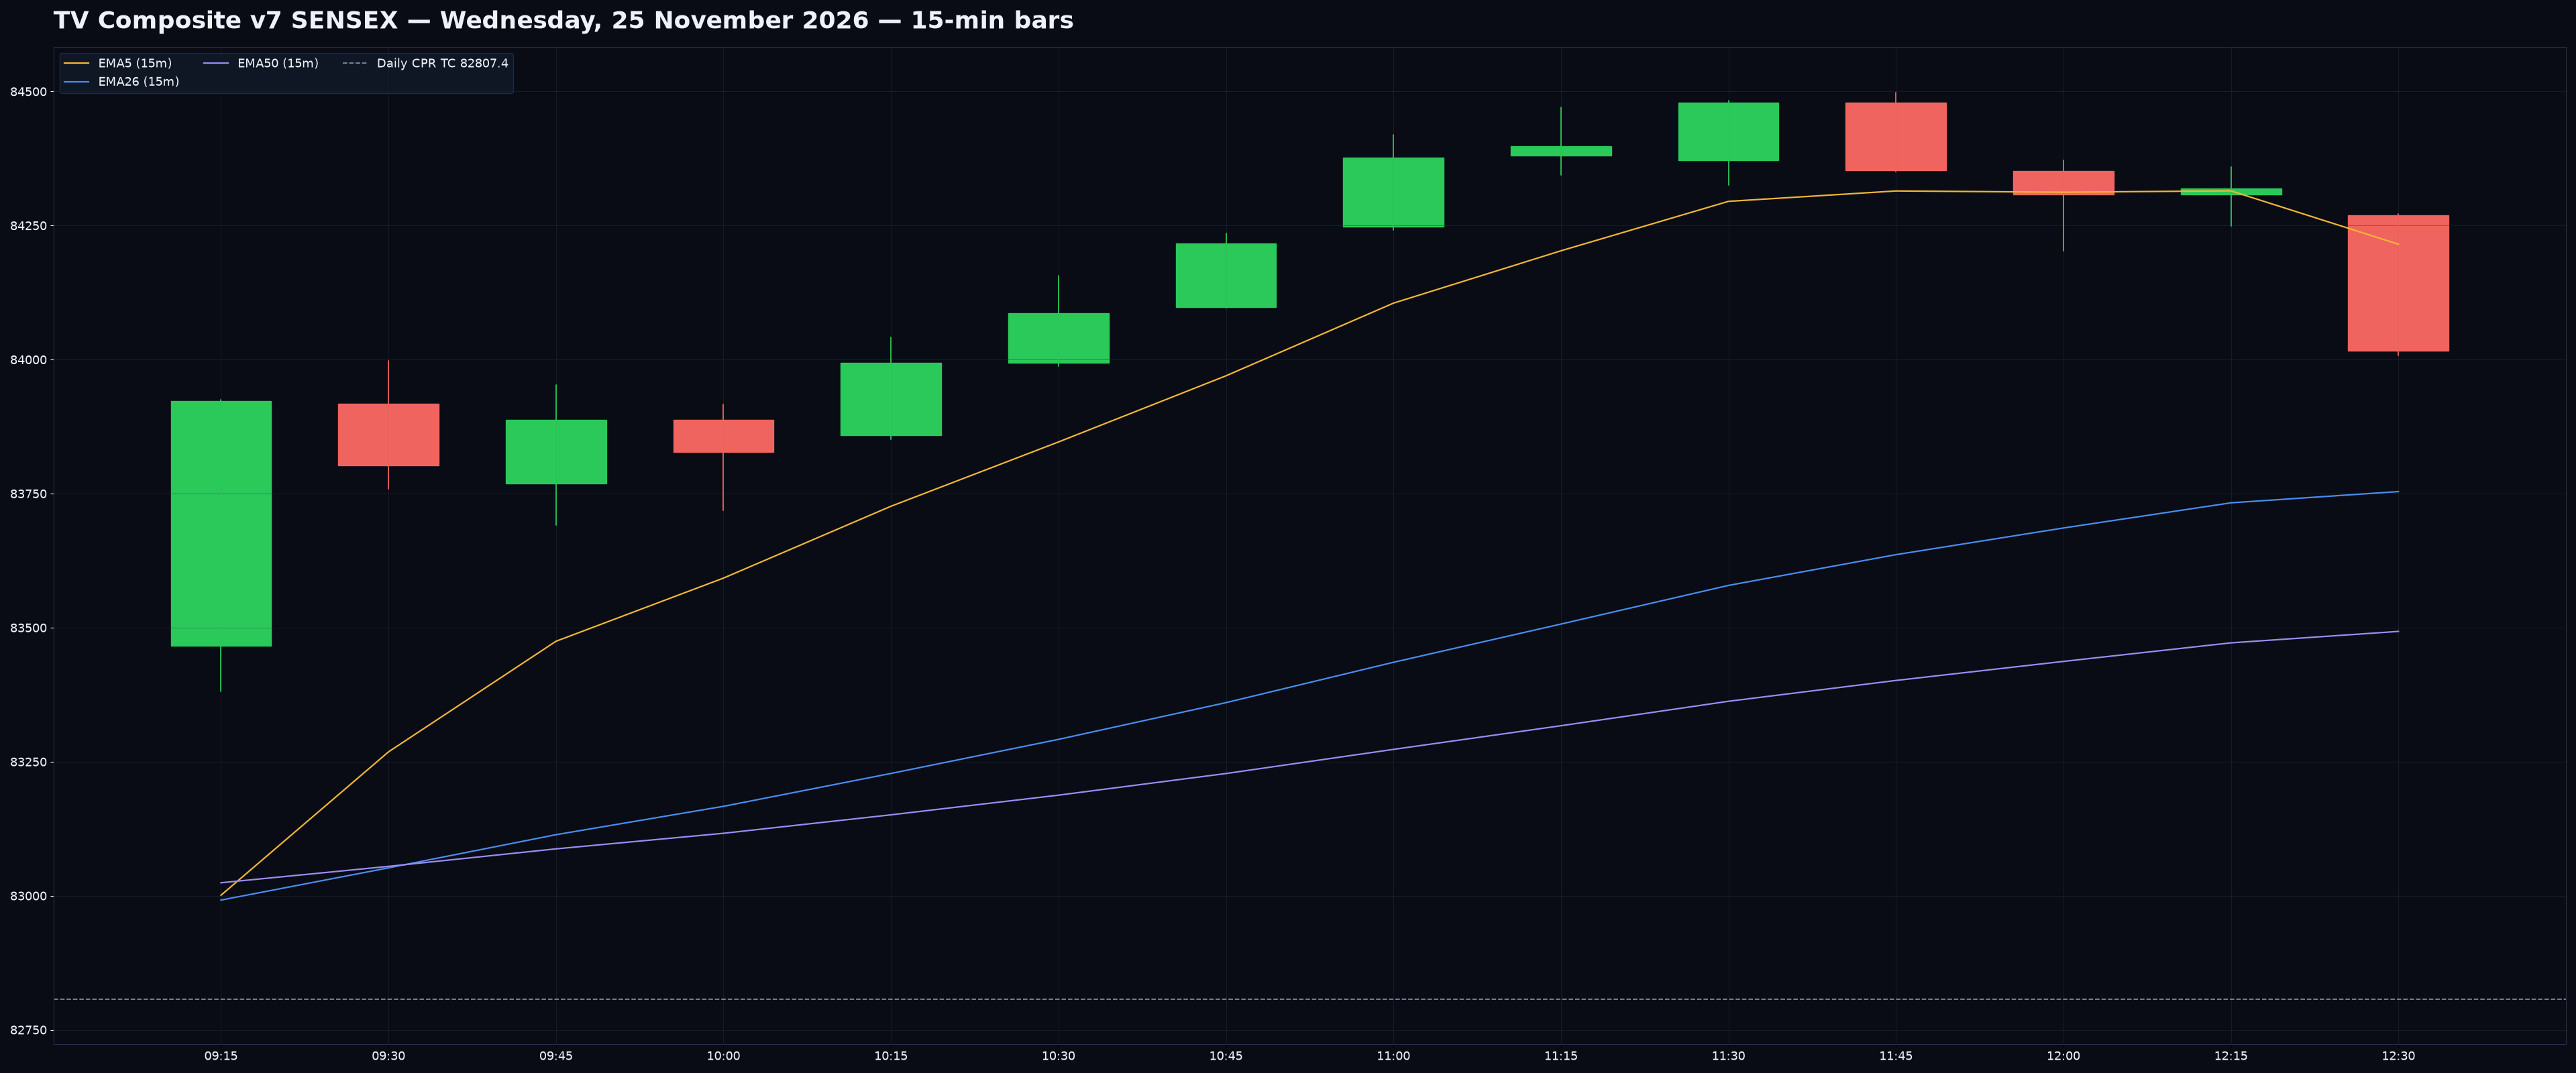 TV Composite v7 SENSEX — Wednesday, 25 November 2026 — 15-min bars
EMA5 (15m) EMA50 (15m) Daily CPR TC 82807.4
EMA26 (15m)
84500
84250
84000
83750
83500
83250
83000
82750
09:15 09:30 09:45 10:00 10:15 10:30 10:45 11:00 11:15 11:30 11:45 12:00 12:15 12:30